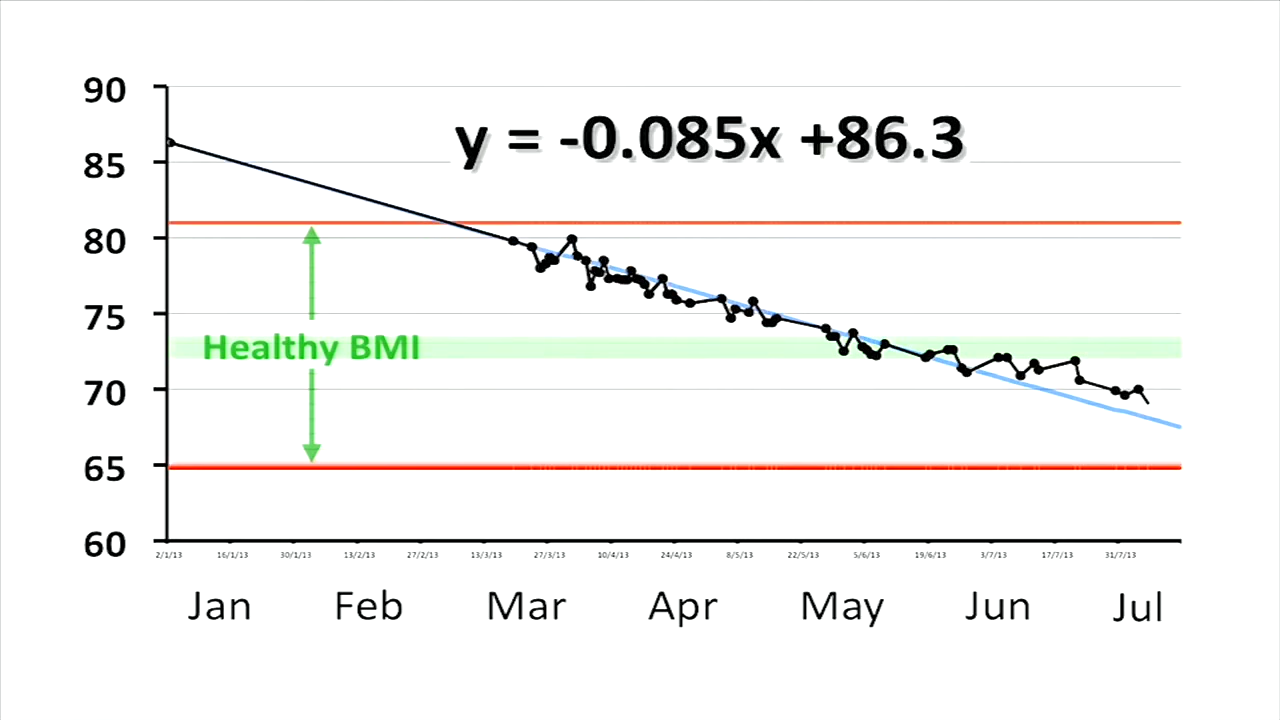 y = -0.085x +86.3
90
85
80
75
Healthy BMI
70
65
60
2/1/13 16/1/13 30/1/13 13/2/13 27/2/13 13/3/13 27/3/13 10/4/13 24/4/13 8/5/13 22/5/13 5/6/13 19/6/13 3/7/13 17/7/13 31/7/13
Jan Feb Mar Apr May Jun Jul